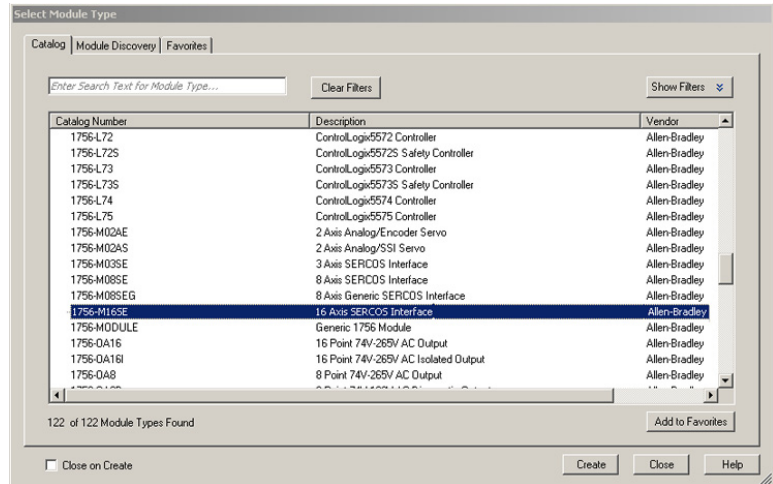 Select Module Type
Catalog Module Discovery Favorites
Enter Search Text for Module Type... Clear Filters Show Filters
Catalog Number Description Vendor
1756-L72 ControlLogix5572 Controller Allen-Bradley
1756-L72S ControlLogix5572S Safety Controller Allen-Bradley
1756-L73 ControlLogix5573 Controller Allen-Bradley
1756-L73S ControlLogix5573S Safety Controller Allen-Bradley
1756-L74 ControlLogix5574 Controller Allen-Bradley
1756-L75 ControlLogix5575 Controller Allen-Bradley
1756-M02AE 2 Axis Analog/Encoder Servo Allen-Bradley
1756-M02AS 2 Axis Analog/SSI Servo Allen-Bradley
1756-M03SE 3 Axis SERCOS Interface Allen-Bradley
1756-M08SE 8 Axis SERCOS Interface Allen-Bradley
1756-M08SEG 8 Axis Generic SERCOS Interface Allen-Bradley
1756-M16SE 16 Axis SERCOS Interface Allen-Bradley
1756-MODULE Generic 1756 Module Allen-Bradley
1756-OA16 16 Point 74V-265V AC Output Allen-Bradley
1756-OA16I 16 Point 74V-265V AC Isolated Output Allen-Bradley
1756-OA8 8 Point 74V-265V AC Output Allen-Bradley
122 of 122 Module Types Found Add to Favorites
Close on Create Create Close Help